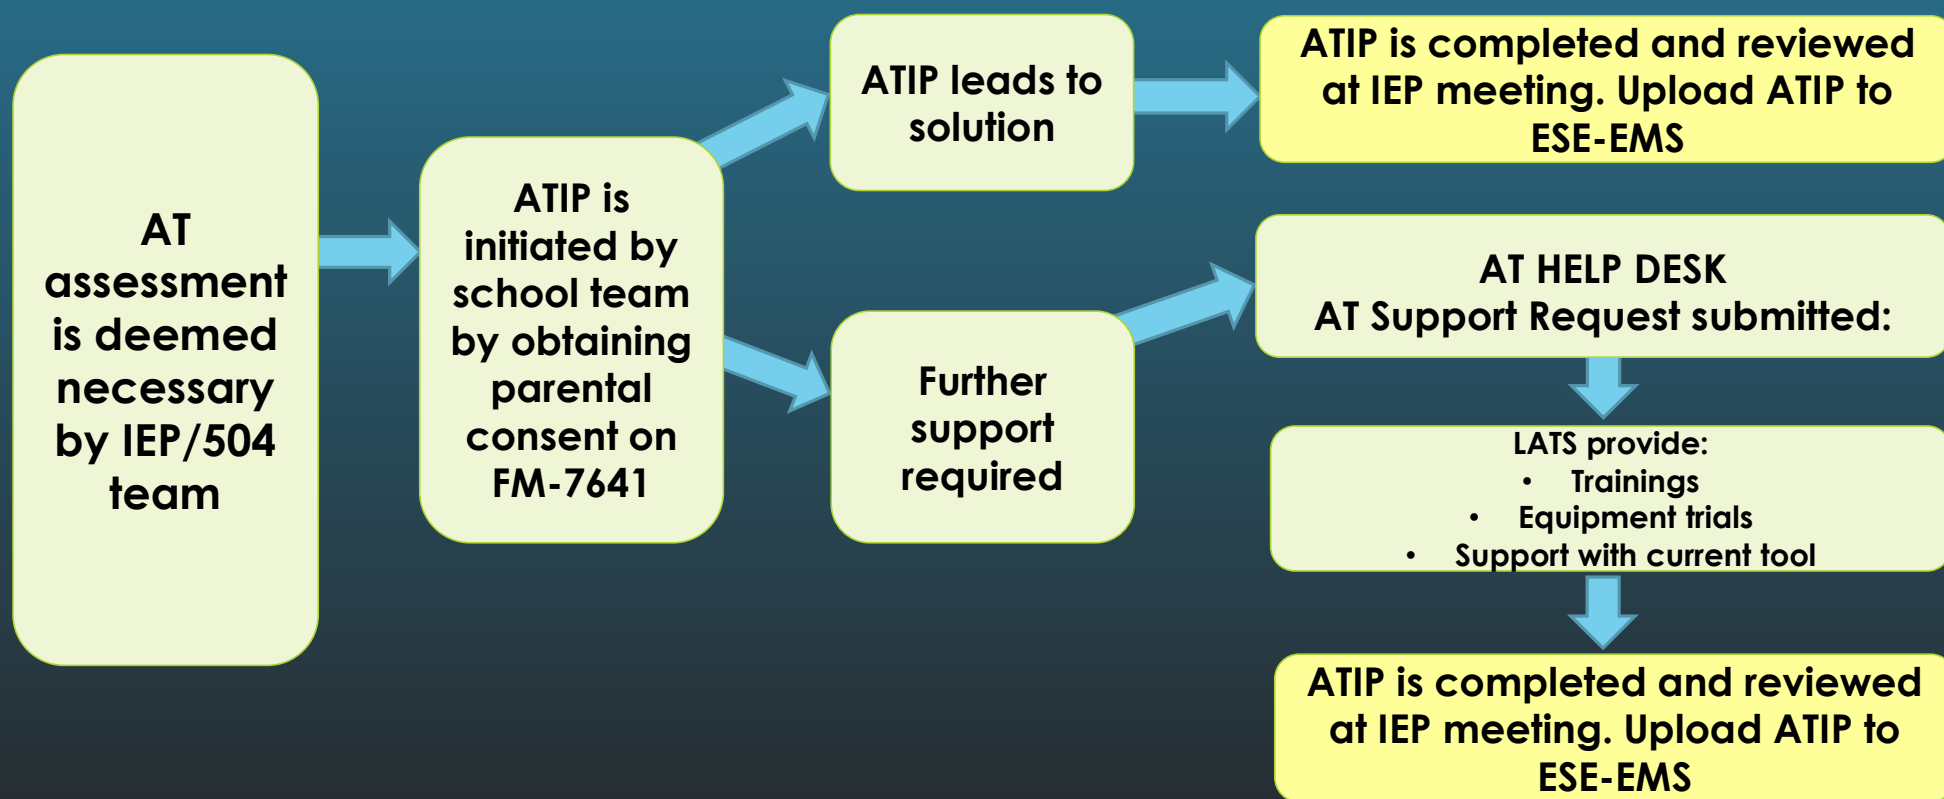 AT
assessment
is deemed
necessary
by IEP/504
team
ATIP is
initiated by
school team
by obtaining
parental
consent on
FM-7641
ATIP leads to
solution
ATIP is completed and reviewed
at IEP meeting. Upload ATIP to
ESE-EMS
Further
support
required
AT HELP DESK
AT Support Request submitted:
LATS provide:
• Trainings
• Equipment trials
• Support with current tool
ATIP is completed and reviewed
at IEP meeting. Upload ATIP to
ESE-EMS